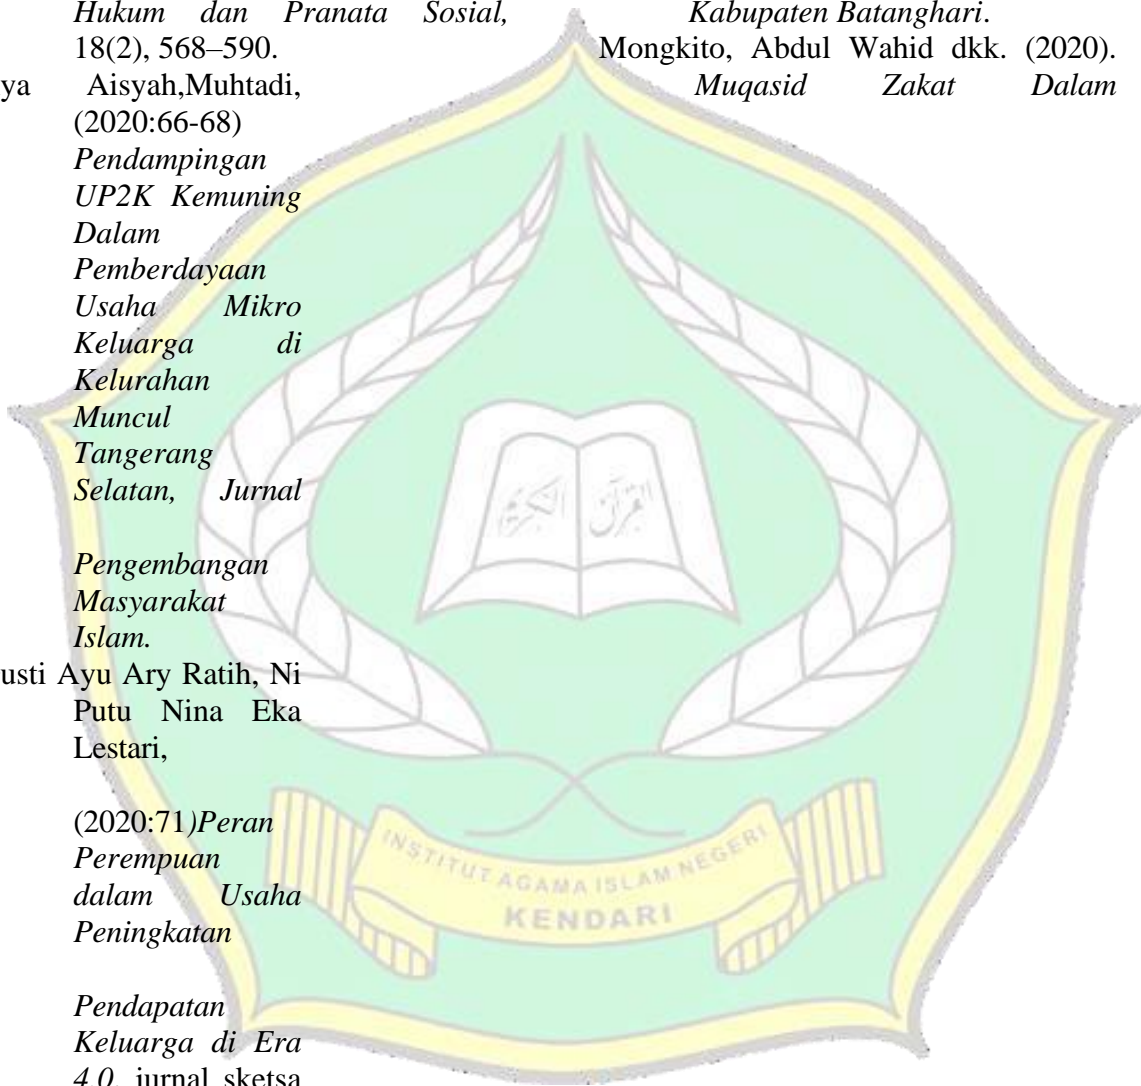 Hukum dan Pranata Sosial,
18(2), 568–590.
ya Aisyah,Muhtadi,
(2020:66-68)
Pendampingan
UP2K Kemuning
Dalam
Pemberdayaan
Usaha Mikro
Keluarga di
Kelurahan
Muncul
Tangerang
Selatan, Jurnal
Pengembangan
Masyarakat
Islam.
usti Ayu Ary Ratih, Ni
Putu Nina Eka
Lestari,
(2020:71)Peran
Perempuan
dalam Usaha
Peningkatan
Pendapatan
Keluarga di Era
4.0. jurnal sketsa
Kabupaten Batanghari.
Mongkito, Abdul Wahid dkk. (2020).
Muqasid Zakat Dalam
القرآن الكريم
INSTITUT AGAMA ISLAM NEGERI
KENDARI